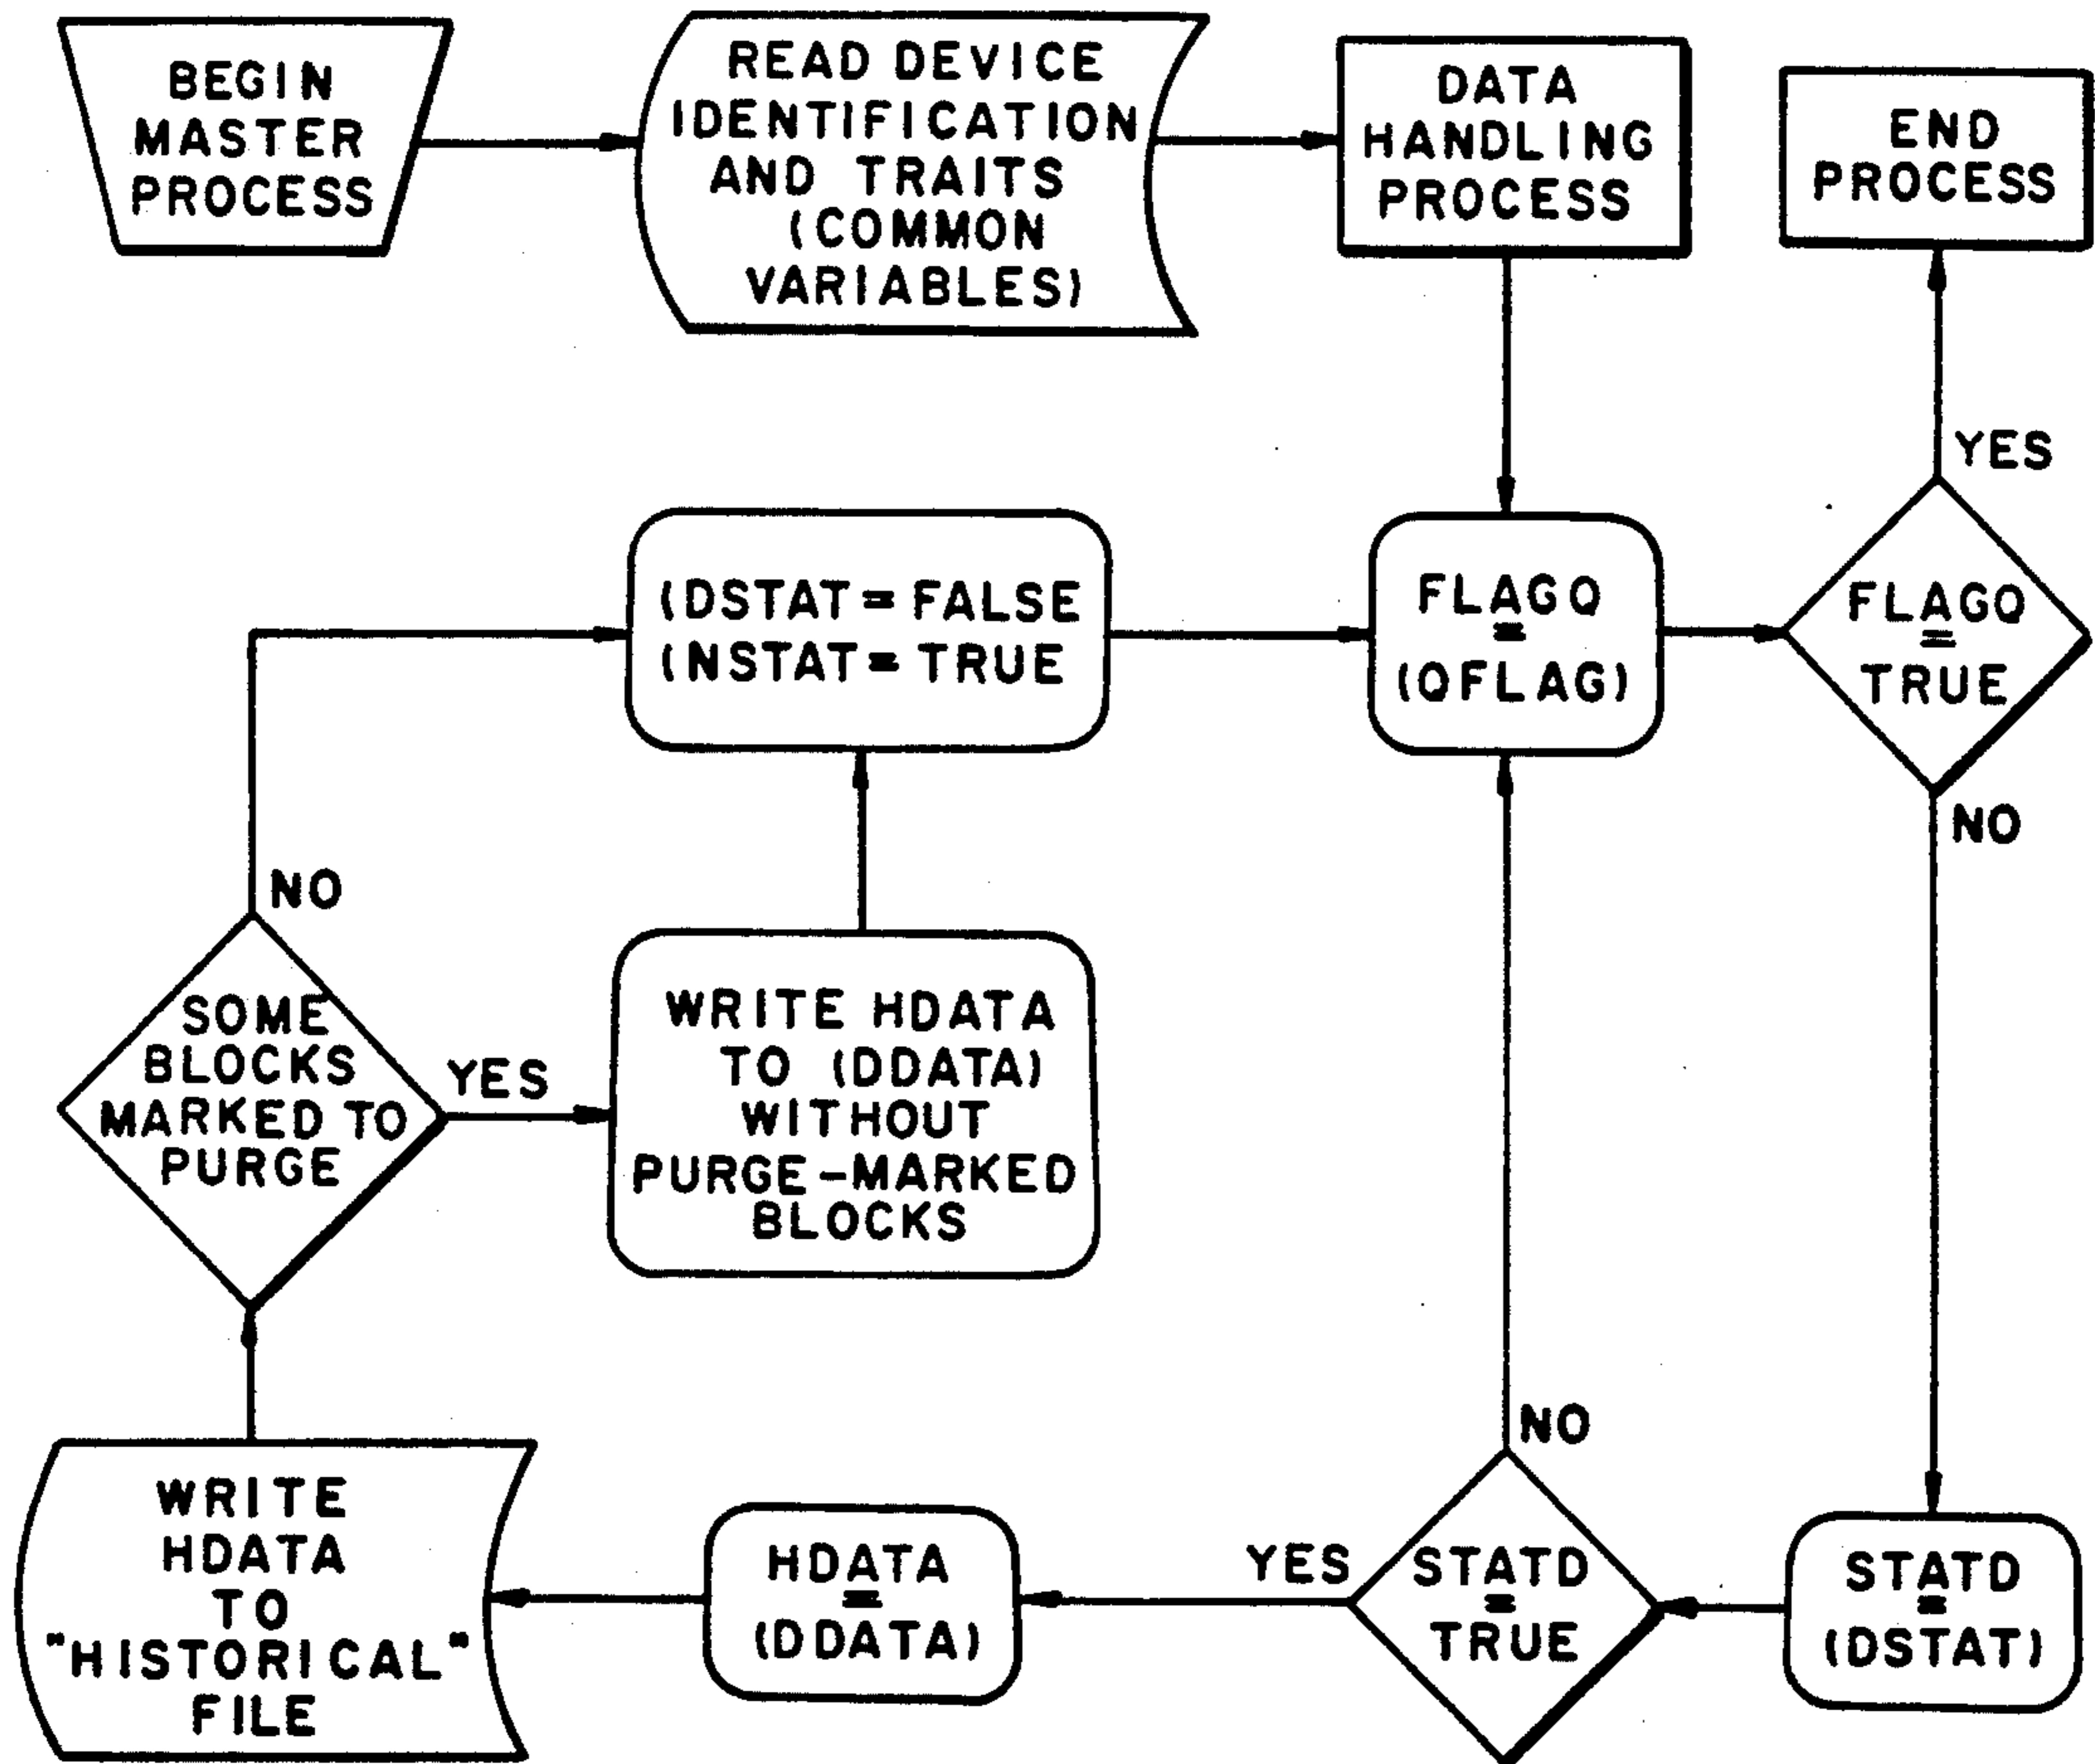 BEGIN
MASTER
PROCESS
READ DEVICE
IDENTIFICATION
AND TRAITS
(COMMON
VARIABLES)
DATA
HANDLING
PROCESS
END
PROCESS
YES
(DSTAT = FALSE
(NSTAT = TRUE
FLAGQ
=
(QFLAG)
FLAGQ
=
TRUE
NO
NO
SOME
BLOCKS
MARKED TO
PURGE
YES
WRITE HDATA
TO (DDATA)
WITHOUT
PURGE-MARKED
BLOCKS
NO
WRITE
HDATA
TO
"HISTORICAL"
FILE
HDATA
=
(DDATA)
YES
STATD
=
TRUE
STATD
=
(DSTAT)